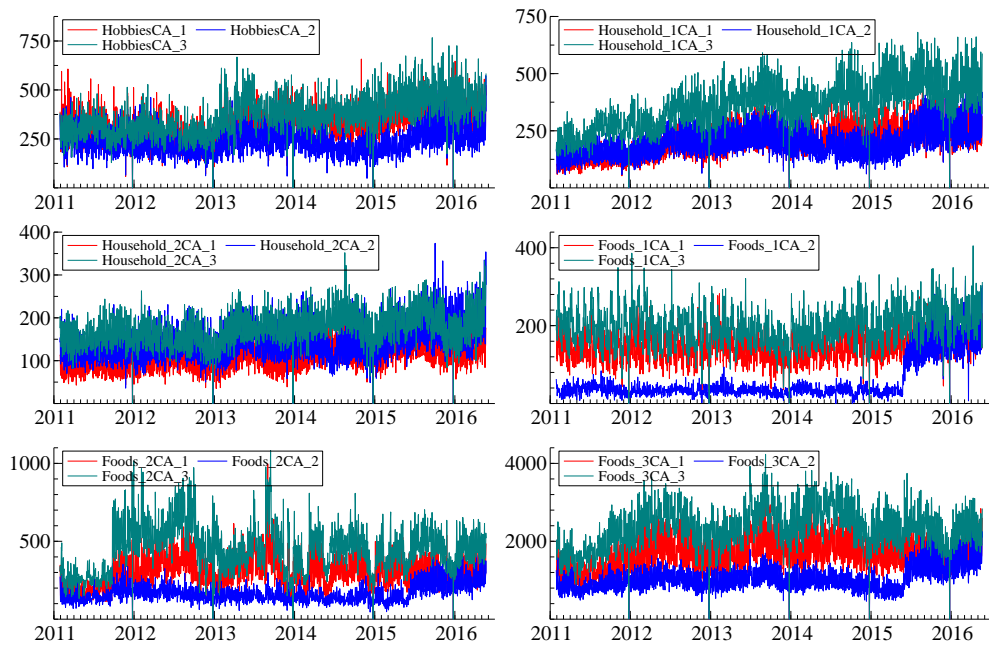 HobbiesCA_1 HobbiesCA_2
HobbiesCA_3
750
500
250
0
2011 2012 2013 2014 2015 2016
Household_1CA_1 Household_1CA_2
Household_1CA_3
750
500
250
0
2011 2012 2013 2014 2015 2016
Household_2CA_1 Household_2CA_2
Household_2CA_3
400
300
200
100
2011 2012 2013 2014 2015 2016
Foods_1CA_1 Foods_1CA_2
Foods_1CA_3
400
200
2011 2012 2013 2014 2015 2016
Foods_2CA_1 Foods_2CA_2
Foods_2CA_3
1000
500
2011 2012 2013 2014 2015 2016
Foods_3CA_1 Foods_3CA_2
Foods_3CA_3
4000
2000
2011 2012 2013 2014 2015 2016